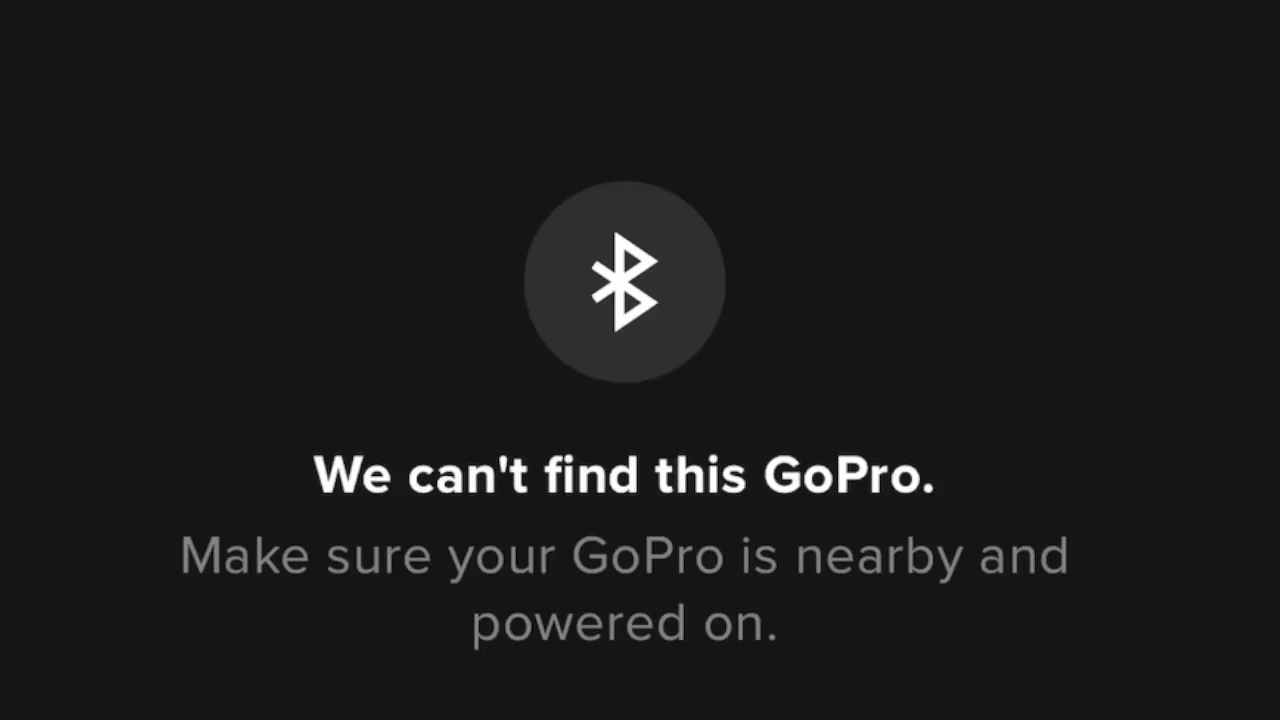 We can't find this GoPro.
Make sure your GoPro is nearby and
powered on.